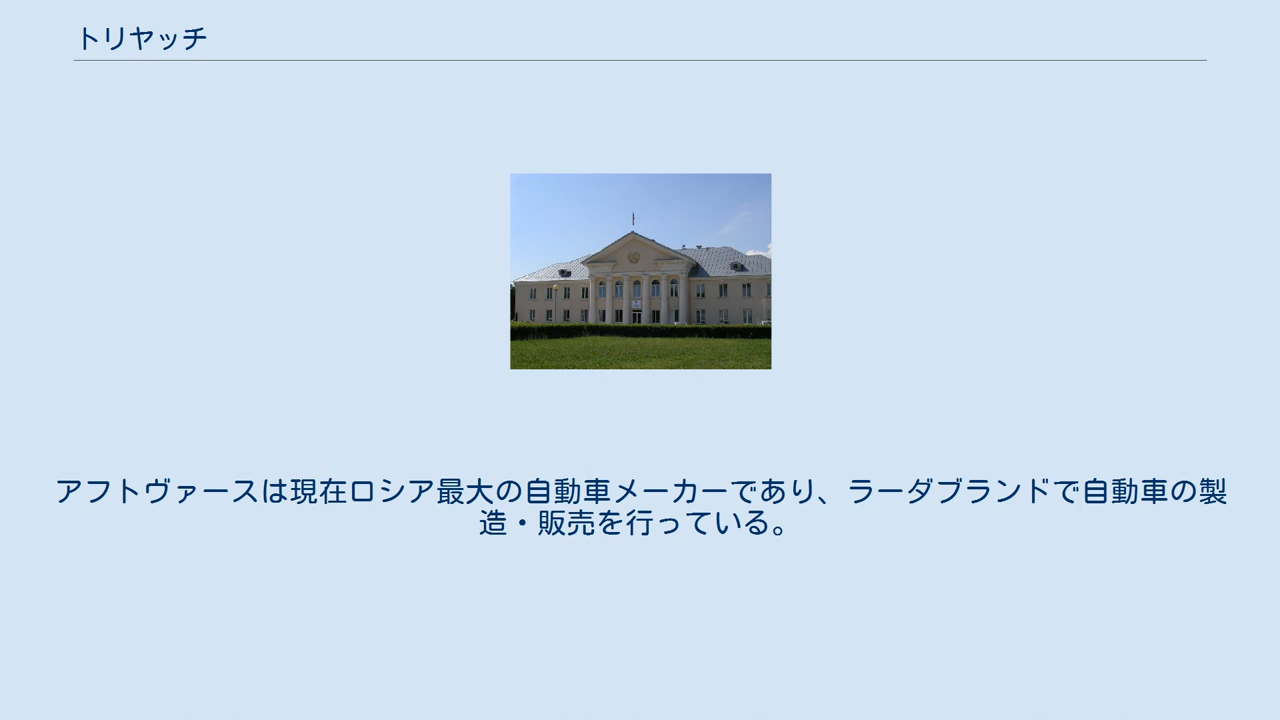 トリヤッチ
アフトヴァースは現在ロシア最大の自動車メーカーであり、ラーダブランドで自動車の製
造・販売を行っている。